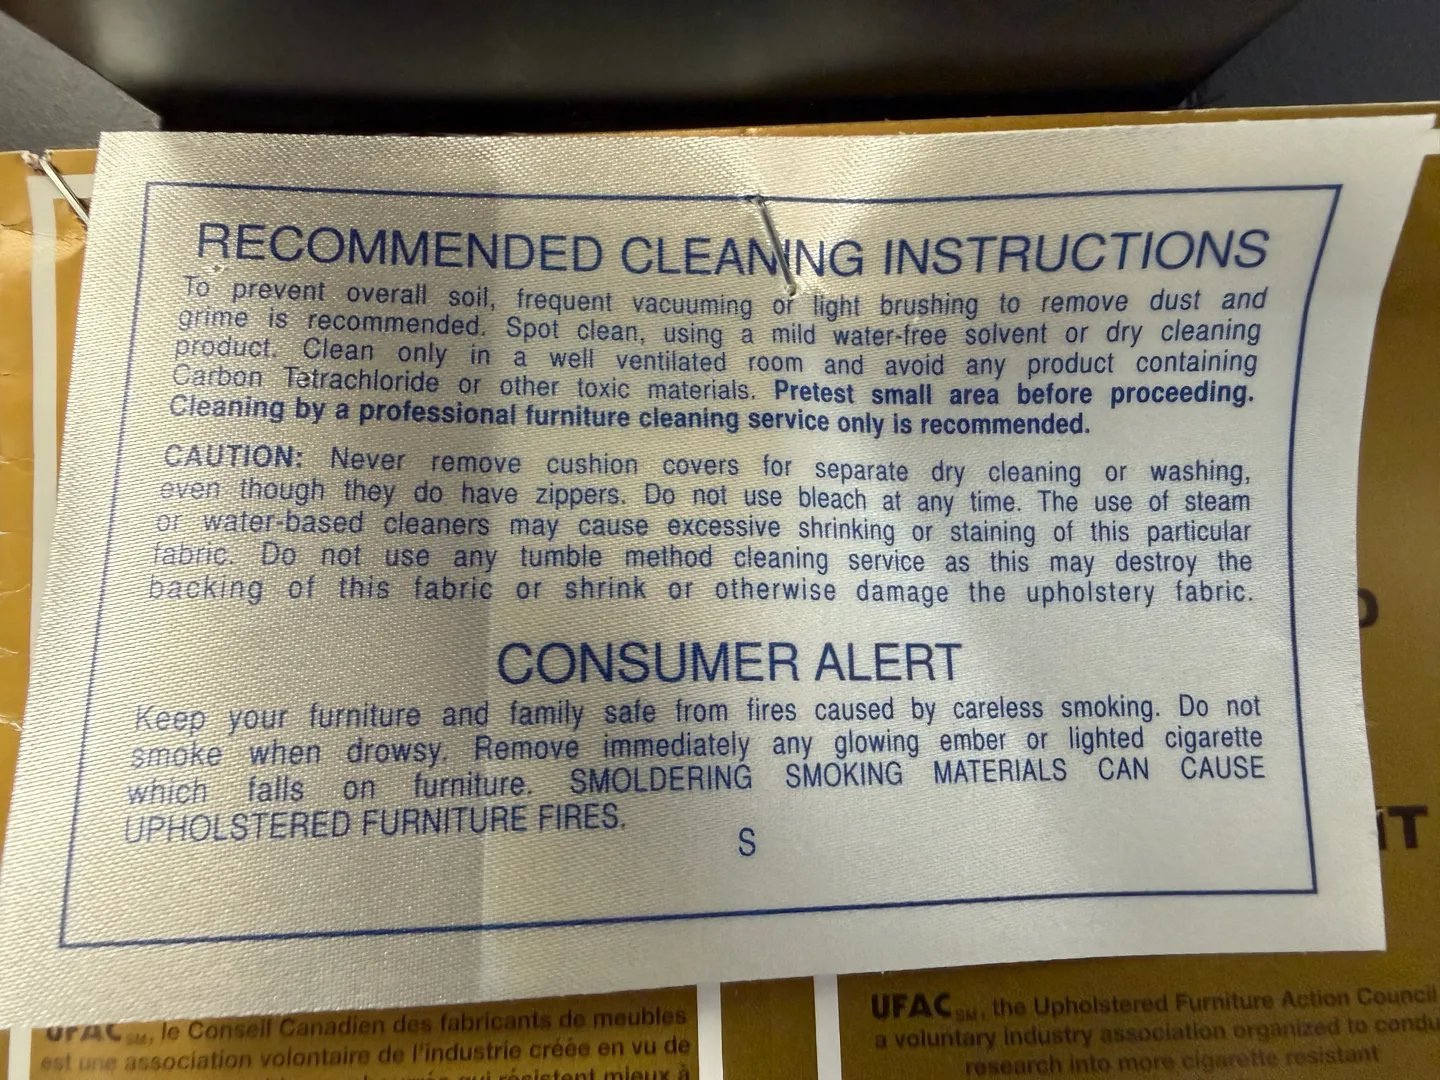 RECOMMENDED CLEANING INSTRUCTIONS
To prevent overall soil, frequent vacuuming or light brushing to remove dust and
grime is recommended. Spot clean, using a mild water-free solvent or dry cleaning
product. Clean only in a well ventilated room and avoid any product containing
Carbon Tetrachloride or other toxic materials. Pretest small area before proceeding.
Cleaning by a professional furniture cleaning service only is recommended.
CAUTION: Never remove cushion covers for separate dry cleaning or washing,
even though they do have zippers. Do not use bleach at any time. The use of steam
or water-based cleaners may cause excessive shrinking or staining of this particular
fabric. Do not use any tumble method cleaning service as this may destroy the
backing of this fabric or shrink or otherwise damage the upholstery fabric.
CONSUMER ALERT
Keep your furniture and family safe from fires caused by careless smoking. Do not
smoke when drowsy. Remove immediately any glowing ember or lighted cigarette
which falls on furniture. SMOLDERING SMOKING MATERIALS CAN CAUSE
UPHOLSTERED FURNITURE FIRES.
S
UFAC SM, le Conseil Canadien des fabricants de meubles
est une association volontaire de l'industrie créée en vu de
qui résistent mieux à
UFAC SM, the Upholstered Furniture Action Council
a voluntary industry association organized to condu
research into more cigarette resistant